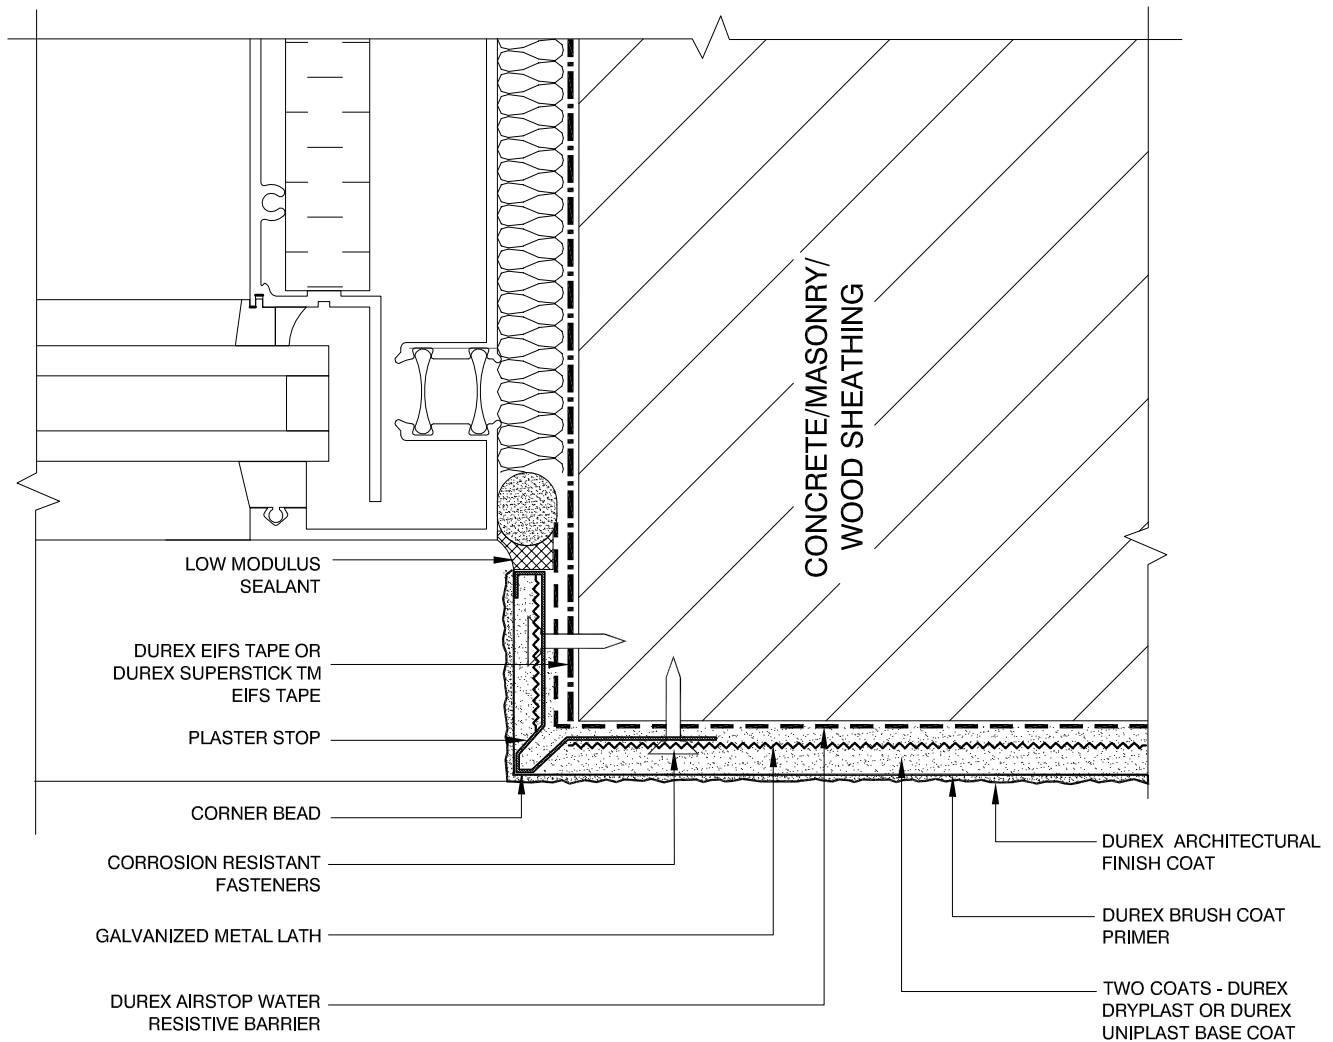 CONCRETE/MASONRY/
WOOD SHEATHING
LOW MODULUS
SEALANT
DUREX EIFS TAPE OR
DUREX SUPERSTICK TM
EIFS TAPE
PLASTER STOP
CORNER BEAD
CORROSION RESISTANT
FASTENERS
GALVANIZED METAL LATH
DUREX AIRSTOP WATER
RESISTIVE BARRIER
DUREX ARCHITECTURAL
FINISH COAT
DUREX BRUSH COAT
PRIMER
TWO COATS - DUREX
DRYPLAST OR DUREX
UNIPLAST BASE COAT